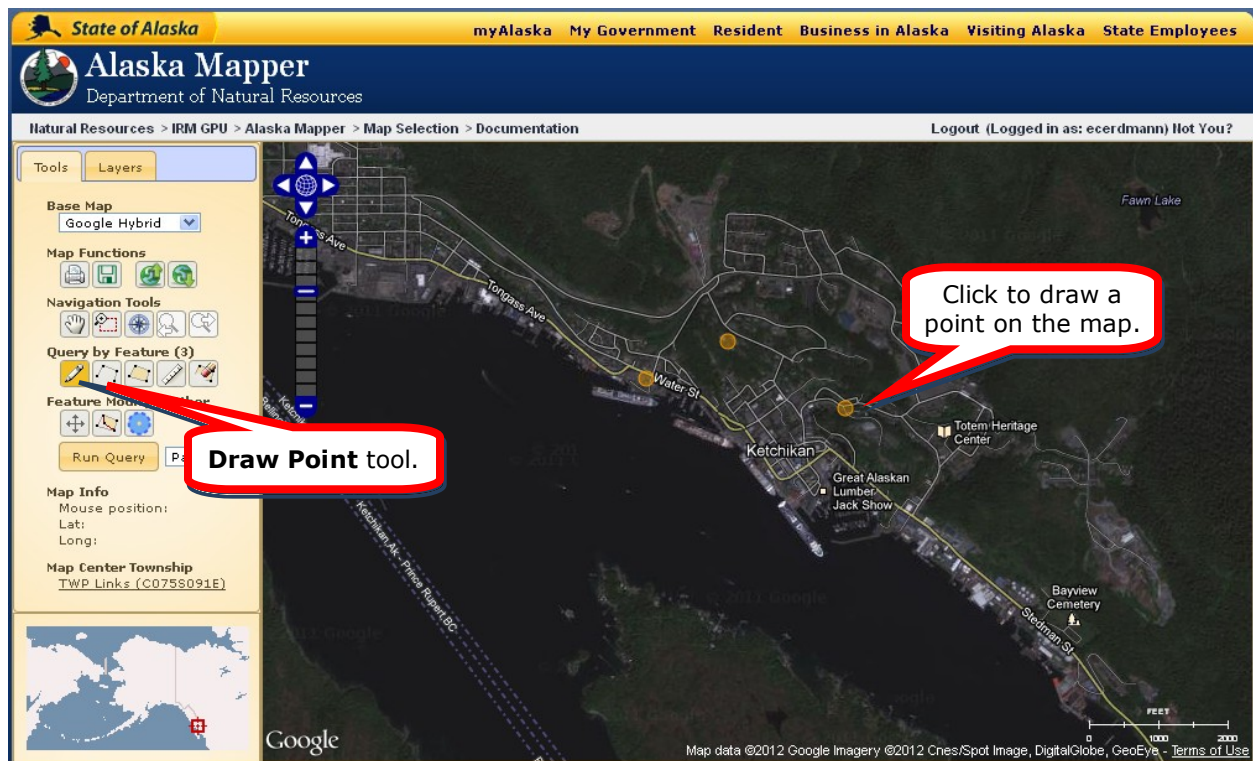 State of Alaska
myAlaska My Government Resident Business in Alaska Visiting Alaska State Employees
Alaska Mapper
Department of Natural Resources
Natural Resources > IRM GPU > Alaska Mapper > Map Selection > Documentation
Logout (Logged in as: ecerdmann) Not You?
Tools Layers
Base Map
Google Hybrid
Map Functions
Navigation Tools
Query by Feature (3)
Feature
Run Query
Draw Point tool.
Map Info
Mouse position:
Lat:
Long:
Map Center Township
TWP Links (C075S091E)
Fawn Lake
Tongass Ave
Tongass Ave
Click to draw a
point on the map.
Water St
Totem Heritage
Center
Ketchikan
Great Alaskan
Lumber
Jack Show
Ketchikan,Ak - Prince Rupert,BC
Bayview
Cemetery
Stedman St
FEET
0 1000 2000
Google
Map data ©2012 Google Imagery ©2012 Cnes/Spot Image, DigitalGlobe, GeoEye - Terms of Use